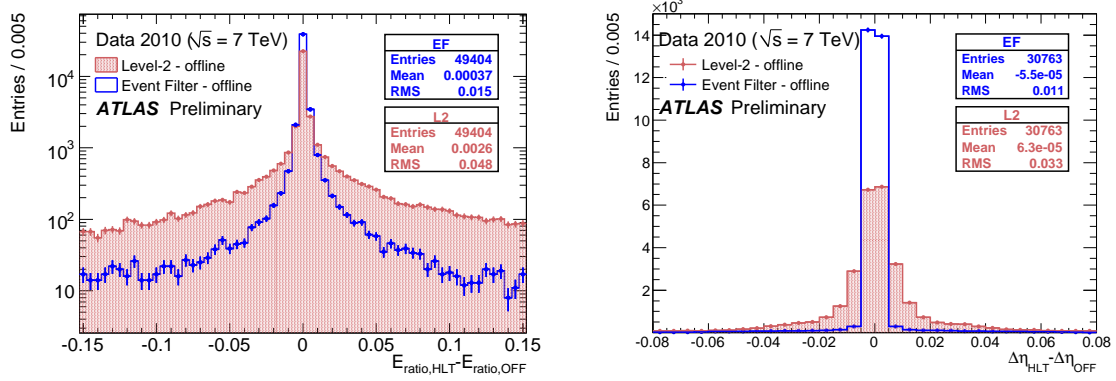 Entries / 0.005
10
10²
10³
10⁴
Data 2010 (√s = 7 TeV)
Level-2 - offline
Event Filter - offline
ATLAS Preliminary
EF
Entries 49404
Mean 0.00037
RMS 0.015
L2
Entries 49404
Mean 0.0026
RMS 0.048
-0.15 -0.1 -0.05 0 0.05 0.1 0.15
E_ratio,HLT-E_ratio,OFF
×10³
Entries / 0.005
14
12
10
8
6
4
2
0
Data 2010 (√s = 7 TeV)
Level-2 - offline
Event Filter - offline
ATLAS Preliminary
EF
Entries 30763
Mean -5.5e-05
RMS 0.011
L2
Entries 30763
Mean 6.3e-05
RMS 0.033
-0.08 -0.06 -0.04 -0.02 0 0.02 0.04 0.06 0.08
Δη_HLT-Δη_OFF